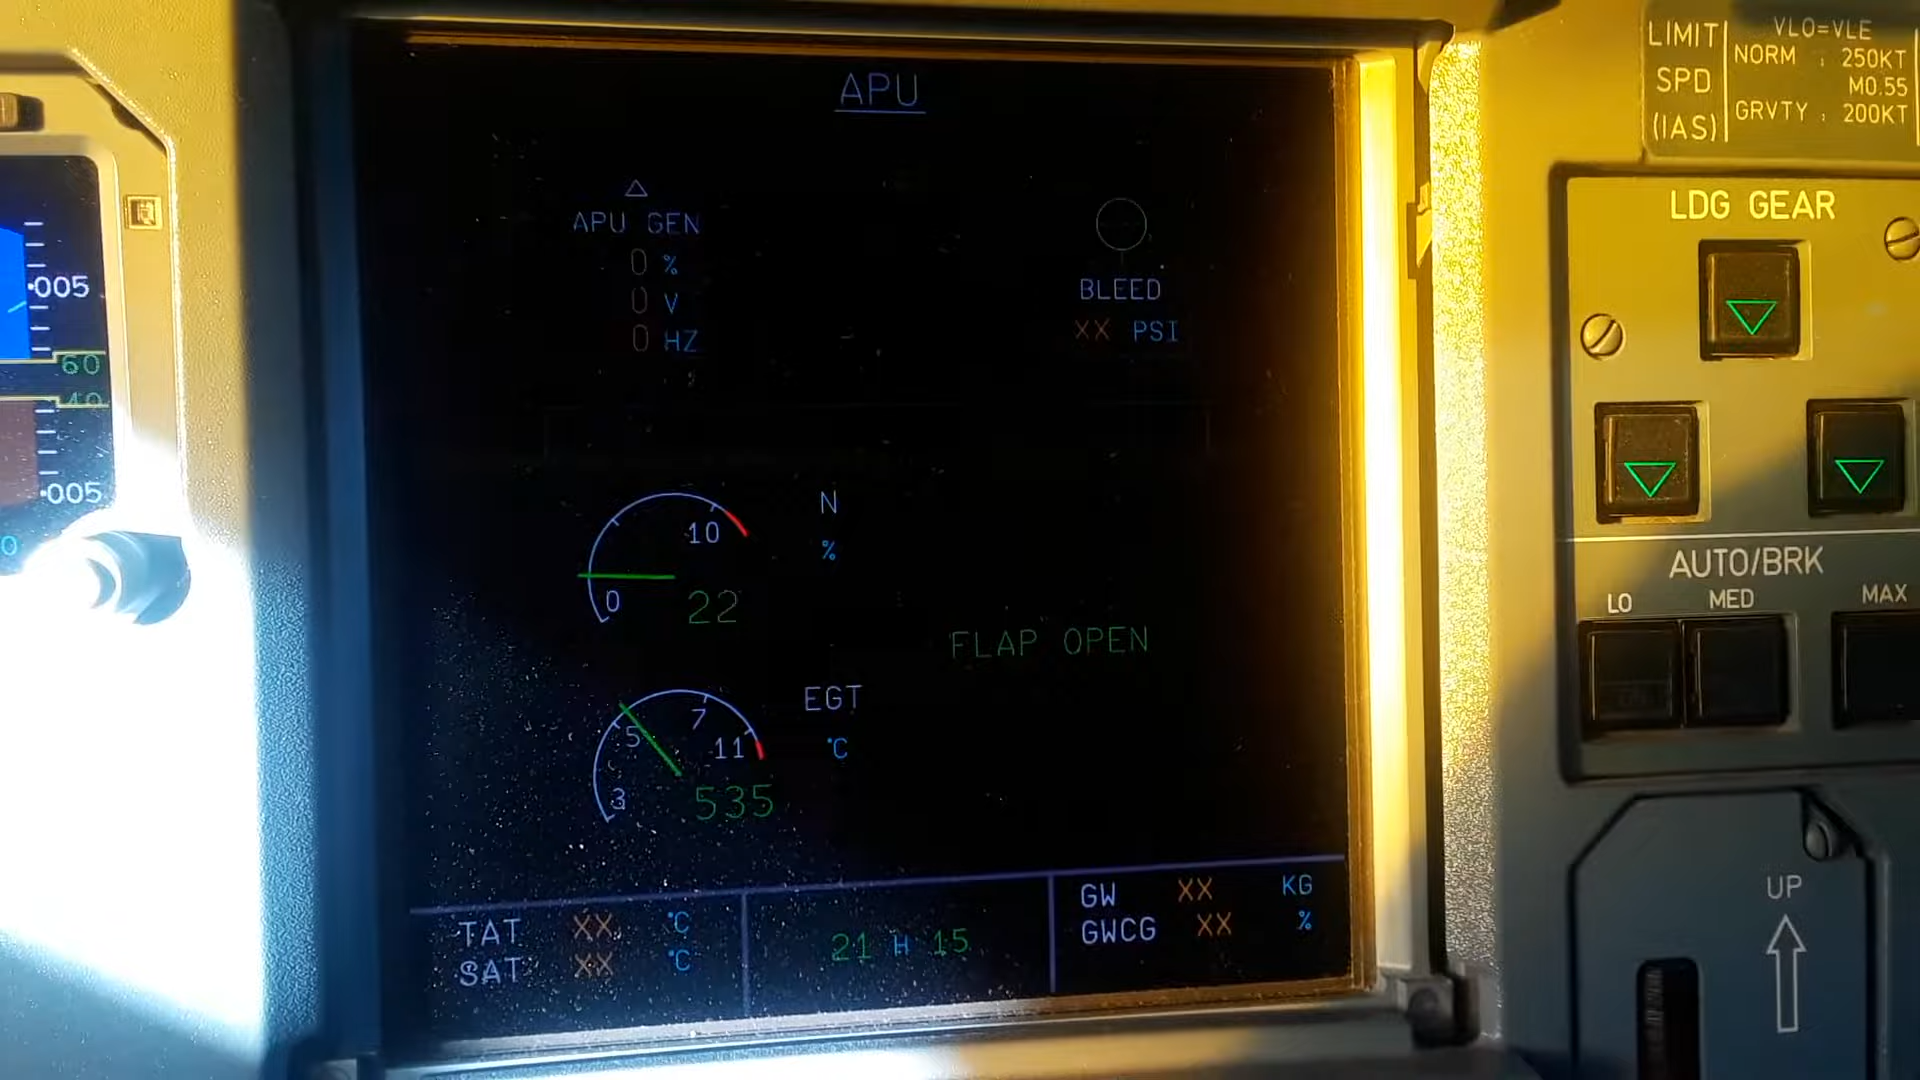 APU
APU GEN
0 %
0 V
0 HZ
BLEED
XX PSI
10
0
22
N
%
FLAP OPEN
5
7
11
3
535
EGT
°C
TAT XX °C
SAT XX °C
21 H 15
GW XX KG
GWCG XX %
005
60
40
005
0
LIMIT
SPD
(IAS)
VLO=VLE
NORM : 250KT
M0.55
GRVTY : 200KT
LDG GEAR
AUTO/BRK
LO
MED
MAX
UP